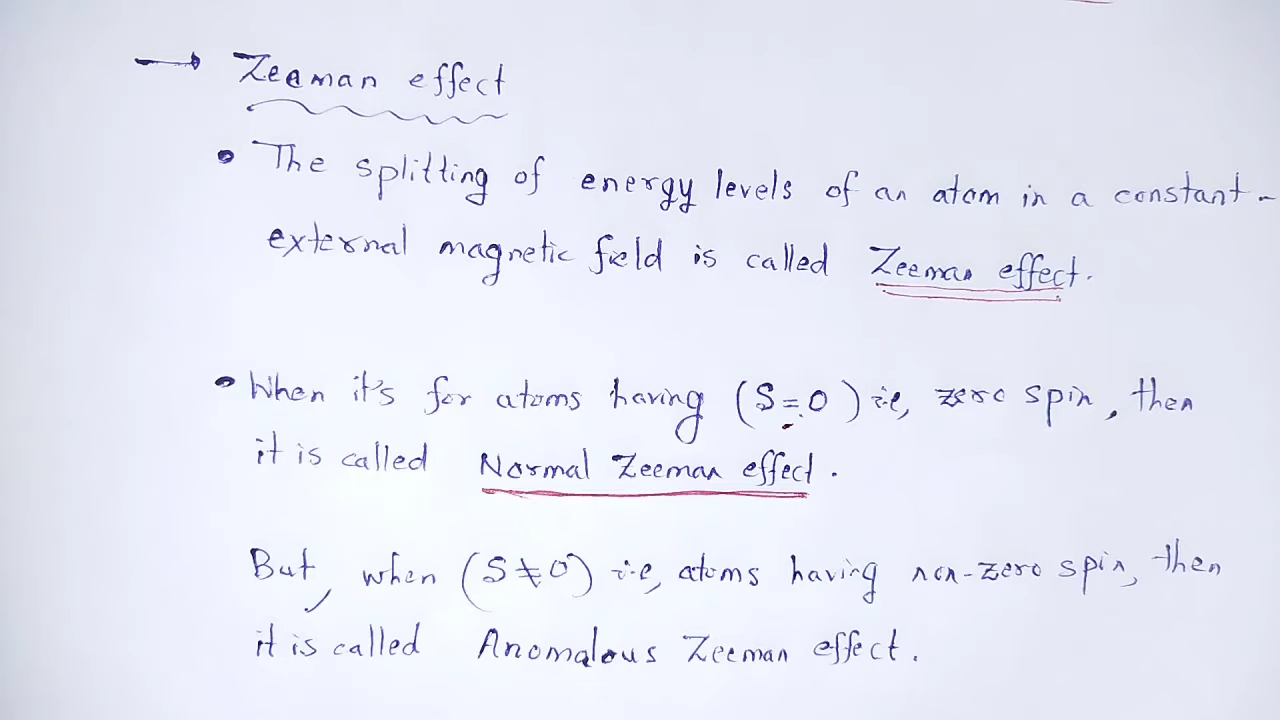 → Zeeman effect
• The splitting of energy levels of an atom in a constant-
external magnetic field is called Zeeman effect.
• When it's for atoms having (S=0) i.e, zero spin, then
it is called Normal Zeeman effect.
But, when (S≠0) i.e, atoms having non-zero spin, then
it is called Anomalous Zeeman effect.